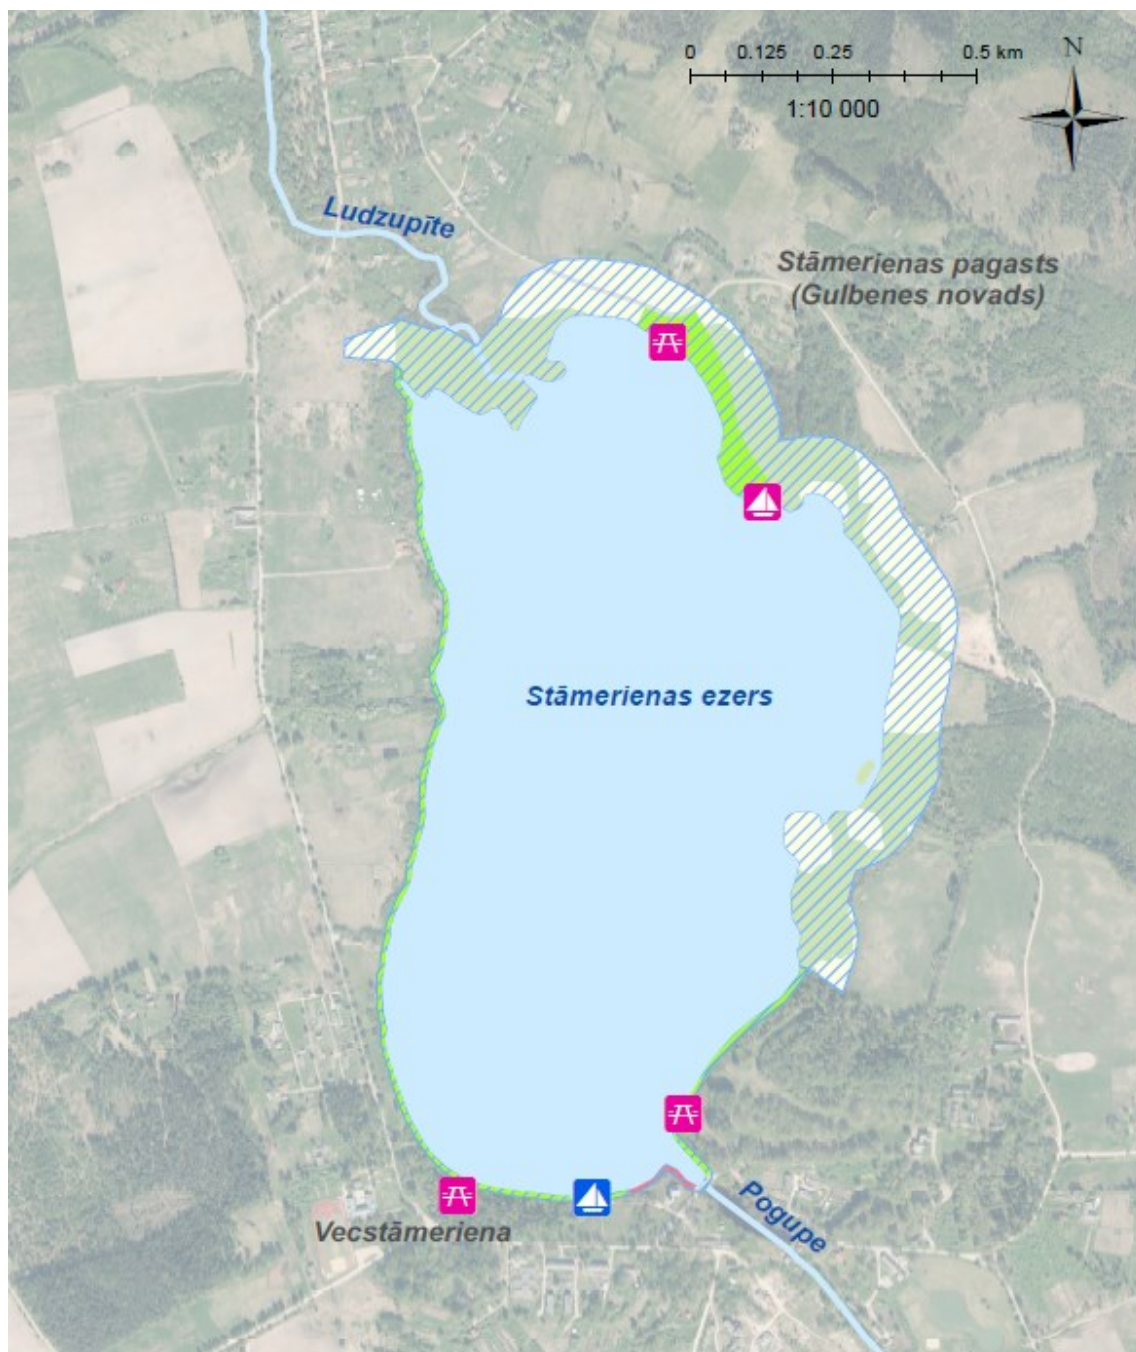 0 0.125 0.25 0.5 km
N
1:10 000
Ludzupīte
Stāmerienas pagasts
(Gulbenes novads)
Stāmerienas ezers
Vecstāmeriena
Pogupe